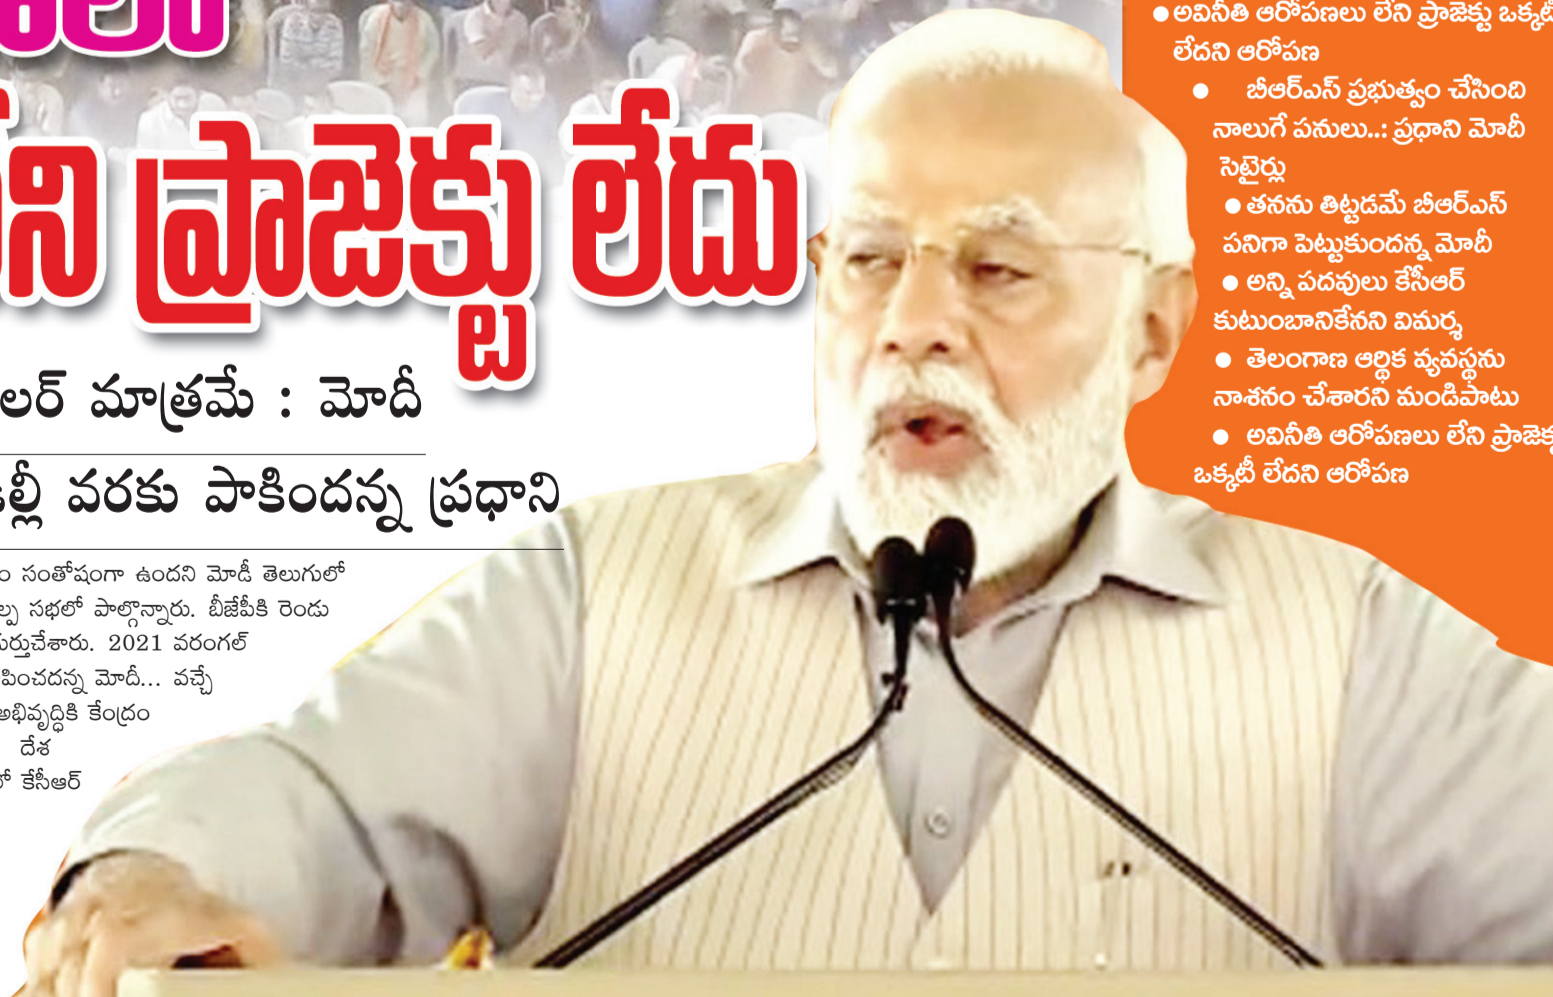 ని ప్రాజెక్టు లేదు
లర్ మాత్రమే : మోదీ
వరకు పాకిందన్న ప్రధాని
సంతోషంగా ఉందని మోడీ తెలుగులో
సభలో పాల్గొన్నారు. బీజేపీకి రెండు
2021 వరంగల్
మోదీ... వచ్చే
అభివృద్ధికి కేంద్రం
దేశ
కేసీఆర్
● అవినీతి ఆరోపణలు లేని ప్రాజెక్టు ఒక్కటీ
లేదని ఆరోపణ
● బీఆర్ఎస్ ప్రభుత్వం చేసింది
నాలుగే పనులు..: ప్రధాని మోదీ
సెటైర్లు
● తనను తిట్టడమే బీఆర్ఎస్
పనిగా పెట్టుకుందన్న మోదీ
● అన్ని పదవులు కేసీఆర్
కుటుంబానికేనని విమర్శ
● తెలంగాణ ఆర్థిక వ్యవస్థను
నాశనం చేశారని మండిపాటు
● అవినీతి ఆరోపణలు లేని
ఒక్కటీ లేదని ఆరోపణ